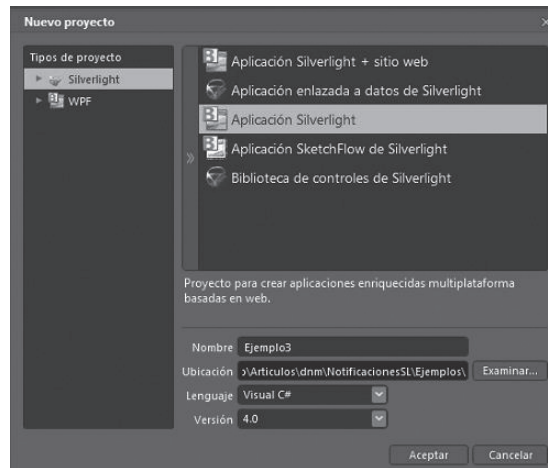 Nuevo proyecto
Tipos de proyecto
Silverlight
WPF
Aplicación Silverlight + sitio web
Aplicación enlazada a datos de Silverlight
Aplicación Silverlight
Aplicación SketchFlow de Silverlight
Biblioteca de controles de Silverlight
Proyecto para crear aplicaciones enriquecidas multiplataforma
basadas en web.
Nombre Ejemplo3
Ubicación \Articulos\dnm\NotificacionesSL\Ejemplos\ Examinar...
Lenguaje Visual C#
Versión 4.0
Aceptar Cancelar